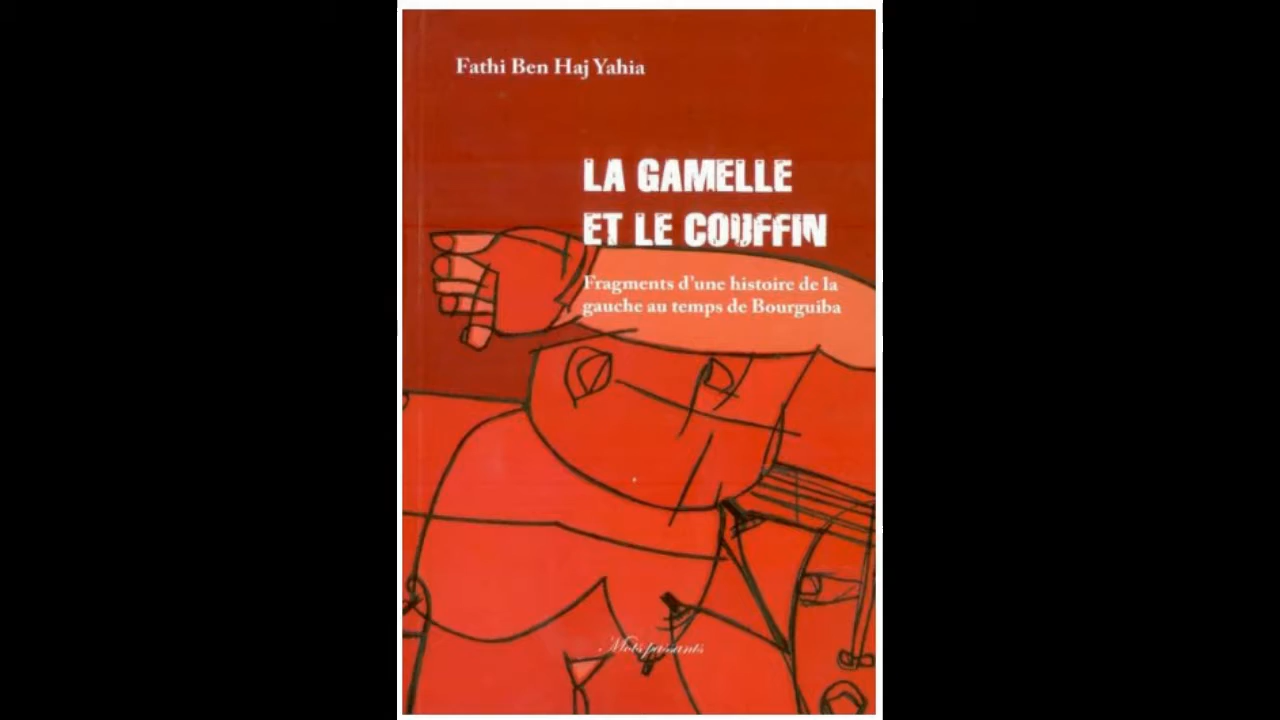 Fathi Ben Haj Yahia
LA GAMELLE
ET LE COUFFIN
Fragments d'une histoire de la
gauche au temps de Bourguiba
Mots passants